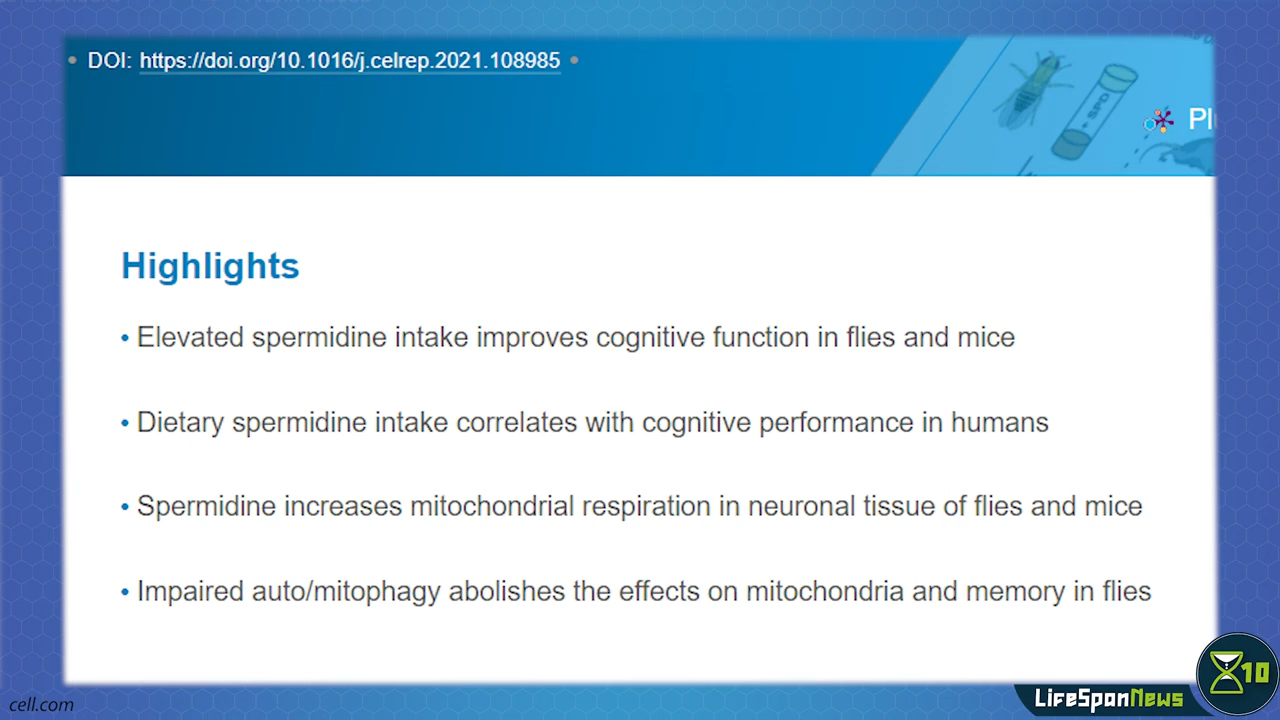 • DOI: https://doi.org/10.1016/j.celrep.2021.108985 •
+ SPD
Highlights
• Elevated spermidine intake improves cognitive function in flies and mice
• Dietary spermidine intake correlates with cognitive performance in humans
• Spermidine increases mitochondrial respiration in neuronal tissue of flies and mice
• Impaired auto/mitophagy abolishes the effects on mitochondria and memory in flies
cell.com
LifeSpanNews
10